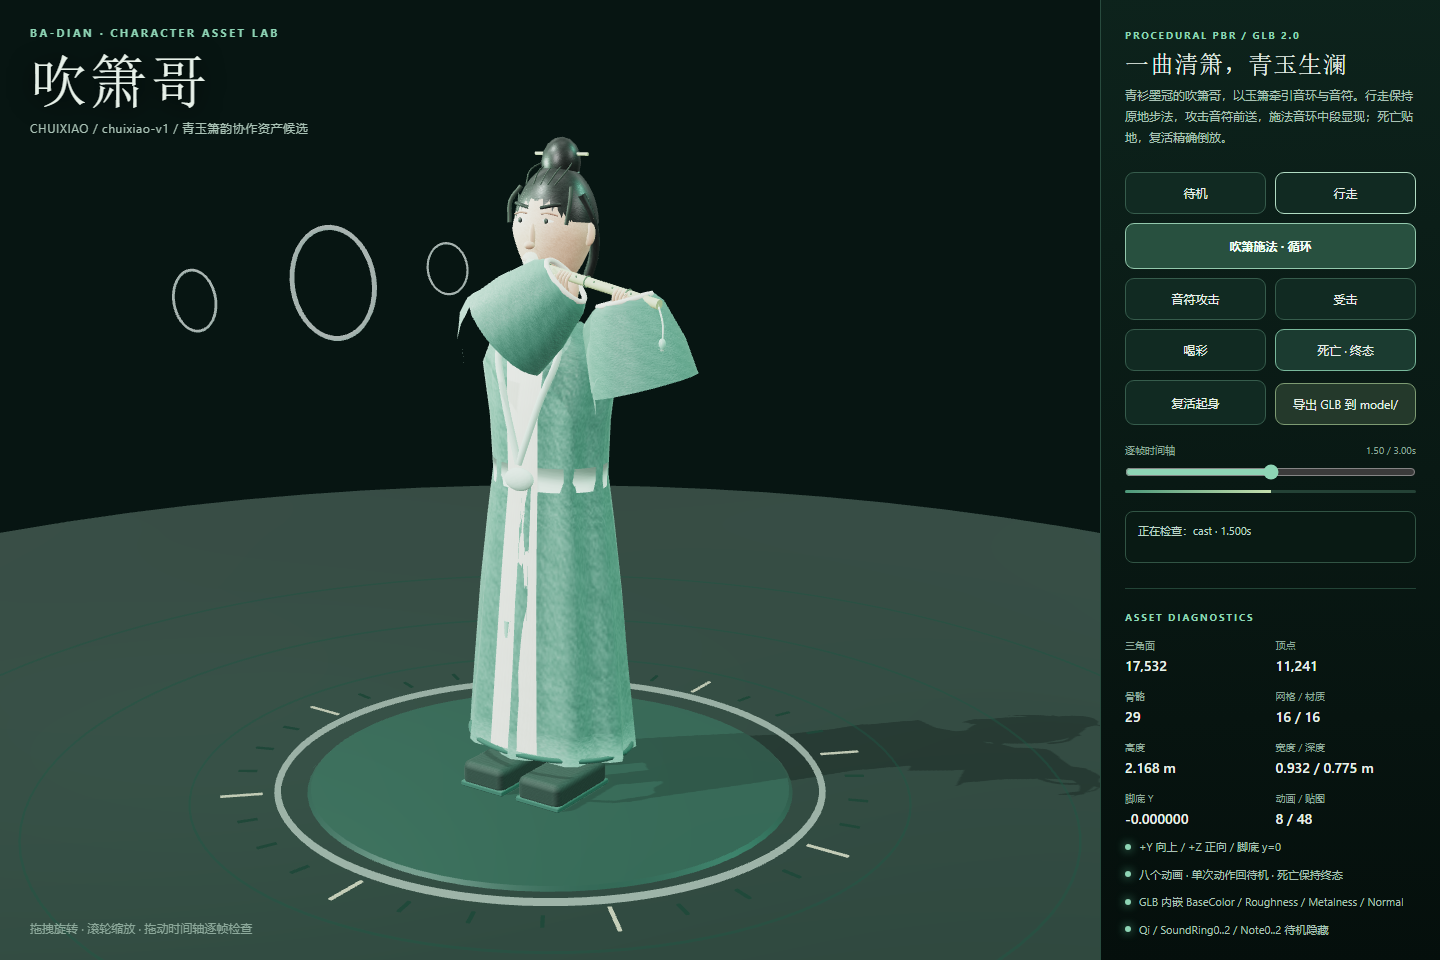 BA-DIAN · CHARACTER ASSET LAB
吹箫哥
CHUIXIAO / chuixiao-v1 / 青玉箫韵协作资产候选
拖拽旋转 · 滚轮缩放 · 拖动时间轴逐帧检查
PROCEDURAL PBR / GLB 2.0
一曲清箫，青玉生澜
青衫墨冠的吹箫哥，以玉箫牵引音环与音符。行走保持
原地步法，攻击音符前送，施法音环中段显现；死亡贴
地，复活精确倒放。
待机
行走
吹箫施法 · 循环
音符攻击
受击
喝彩
死亡 · 终态
复活起身
导出 GLB 到 model/
逐帧时间轴
1.50 / 3.00s
正在检查：cast · 1.500s
ASSET DIAGNOSTICS
三角面
顶点
17,532
11,241
骨骼
网格 / 材质
29
16 / 16
高度
宽度 / 深度
2.168 m
0.932 / 0.775 m
脚底 Y
动画 / 贴图
-0.000000
8 / 48
+Y 向上 / +Z 正向 / 脚底 y=0
八个动画 · 单次动作回待机 · 死亡保持终态
GLB 内嵌 BaseColor / Roughness / Metalness / Normal
Qi / SoundRing0..2 / Note0..2 待机隐藏